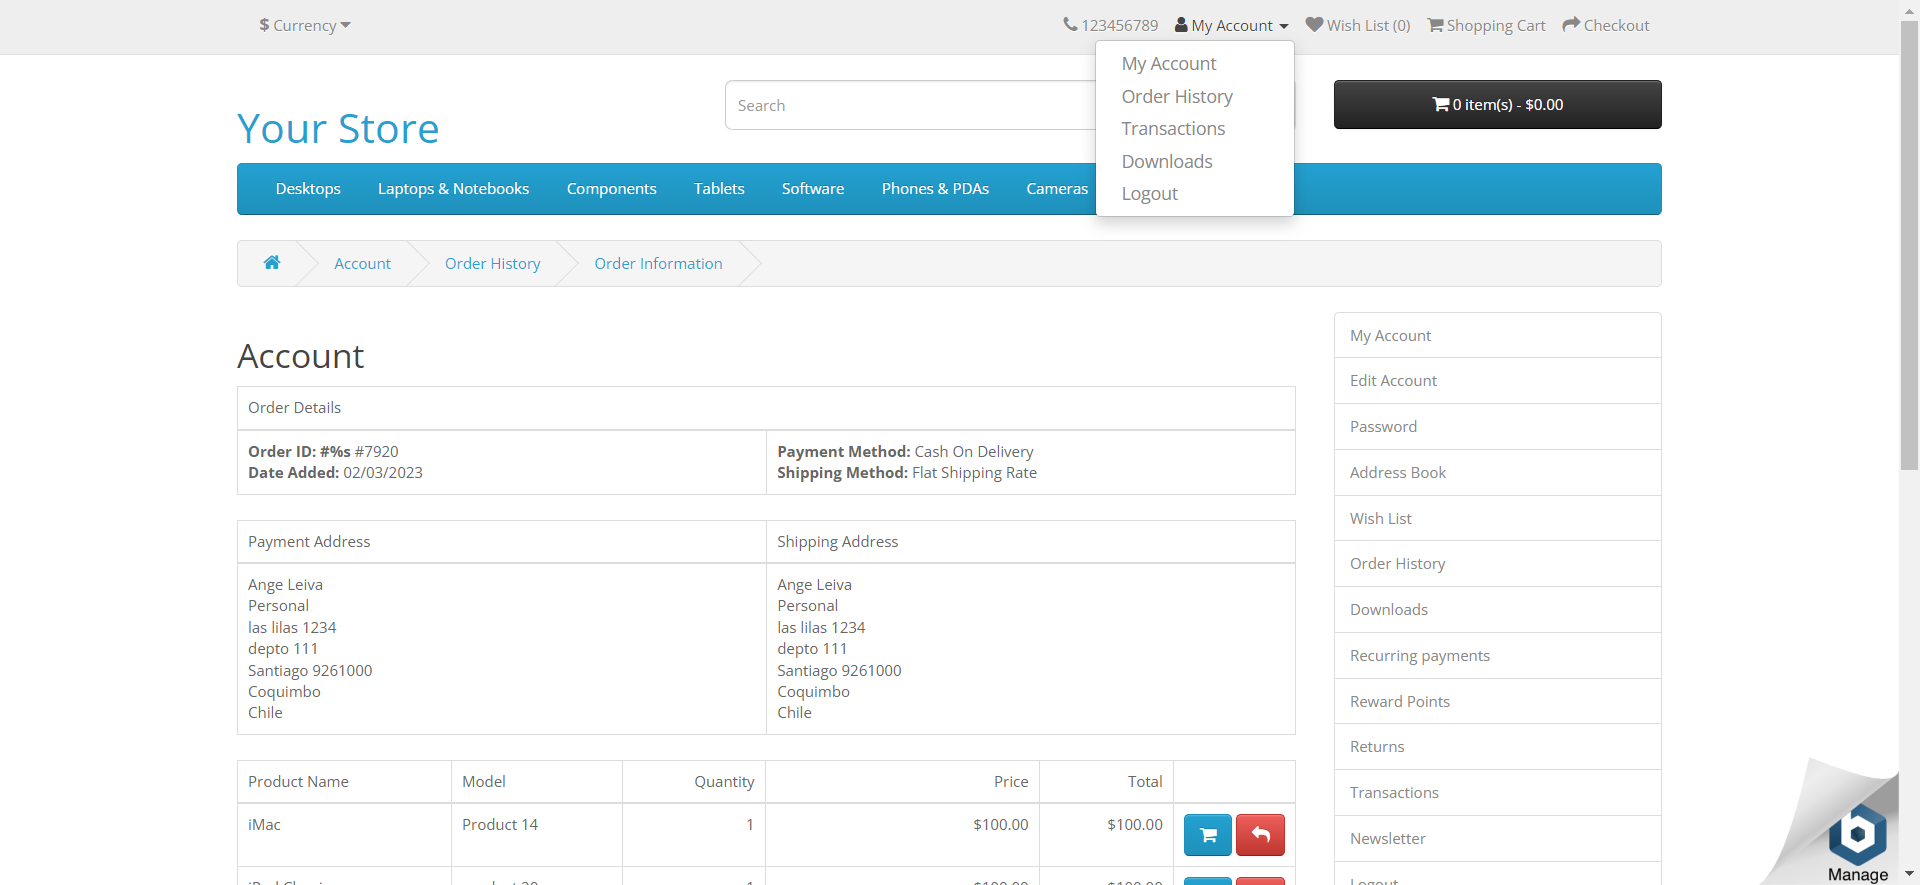 $ Currency
123456789
My Account
Wish List (0)
Shopping Cart
Checkout
My Account
Order History
Transactions
Downloads
Logout
Your Store
Search
0 item(s) - $0.00
Desktops
Laptops & Notebooks
Components
Tablets
Software
Phones & PDAs
Cameras
Account
Order History
Order Information
Account
Order Details
Order ID: #%s #7920
Date Added: 02/03/2023
Payment Method: Cash On Delivery
Shipping Method: Flat Shipping Rate
Payment Address
Shipping Address
Ange Leiva
Personal
las lilas 1234
depto 111
Santiago 9261000
Coquimbo
Chile
Ange Leiva
Personal
las lilas 1234
depto 111
Santiago 9261000
Coquimbo
Chile
Product Name
Model
Quantity
Price
Total
iMac
Product 14
1
$100.00
$100.00
My Account
Edit Account
Password
Address Book
Wish List
Order History
Downloads
Recurring payments
Reward Points
Returns
Transactions
Newsletter
Logout
Manage